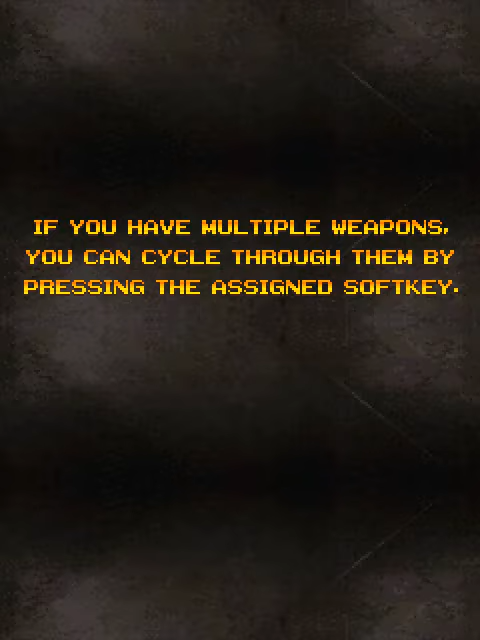 IF YOU HAVE MULTIPLE WEAPONS,
YOU CAN CYCLE THROUGH THEM BY
PRESSING THE ASSIGNED SOFTKEY.